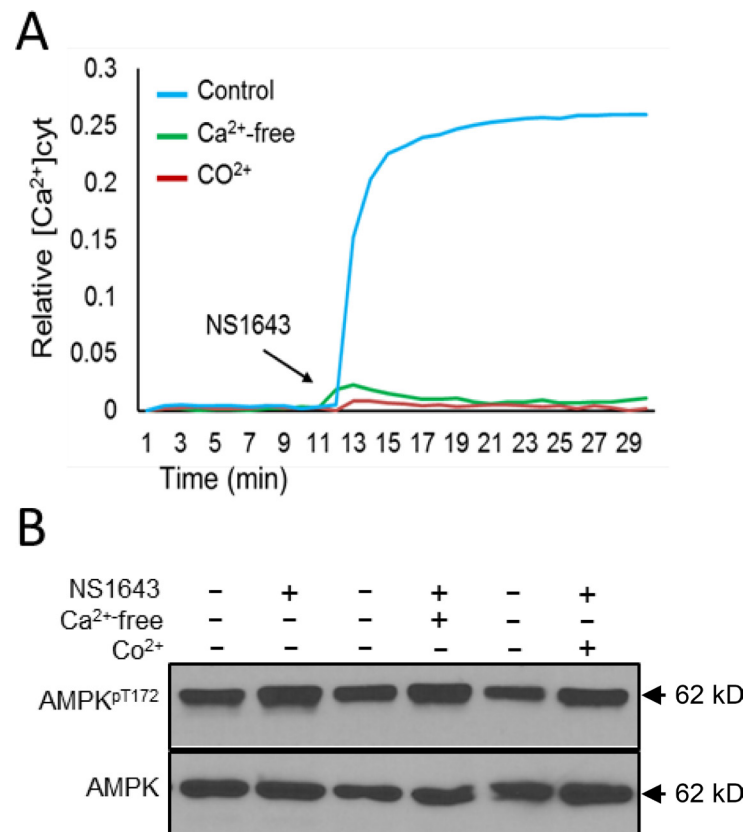 A
0.3
Control
0.25
Ca²⁺-free
0.2
CO²⁺
0.15
0.1
NS1643
0.05
0
Relative [Ca²⁺]cyt
1 3 5 7 9 11 13 15 17 19 21 23 25 27 29
Time (min)
B
NS1643 – + – + – +
Ca²⁺-free – – – + – –
Co²⁺ – – – – – +
AMPKᵖᵀ¹⁷² 62 kD
AMPK 62 kD